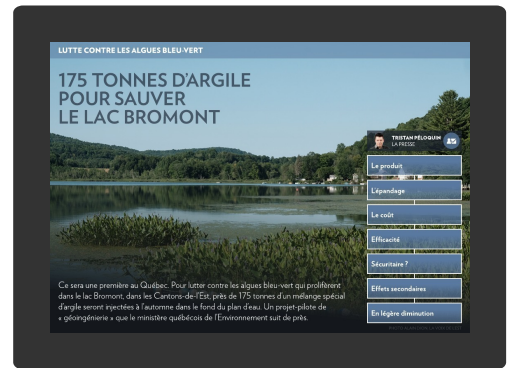 LUTTE CONTRE LES ALGUES BLEU-VERT
175 TONNES D'ARGILE
POUR SAUVER
LE LAC BROMONT
TRISTAN PÉLOQUIN
LA PRESSE
Le produit
L'épandage
Le coût
Efficacité
Sécuritaire ?
Effets secondaires
En légère diminution
Ce sera une première au Québec. Pour lutter contre les algues bleu-vert qui prolifèrent
dans le lac Bromont, dans les Cantons-de-l'Est, près de 175 tonnes d'un mélange spécial
d'argile seront injectées à l'automne dans le fond du plan d'eau. Un projet-pilote de
« géoingénierie » que le ministère québécois de l'Environnement suit de près.